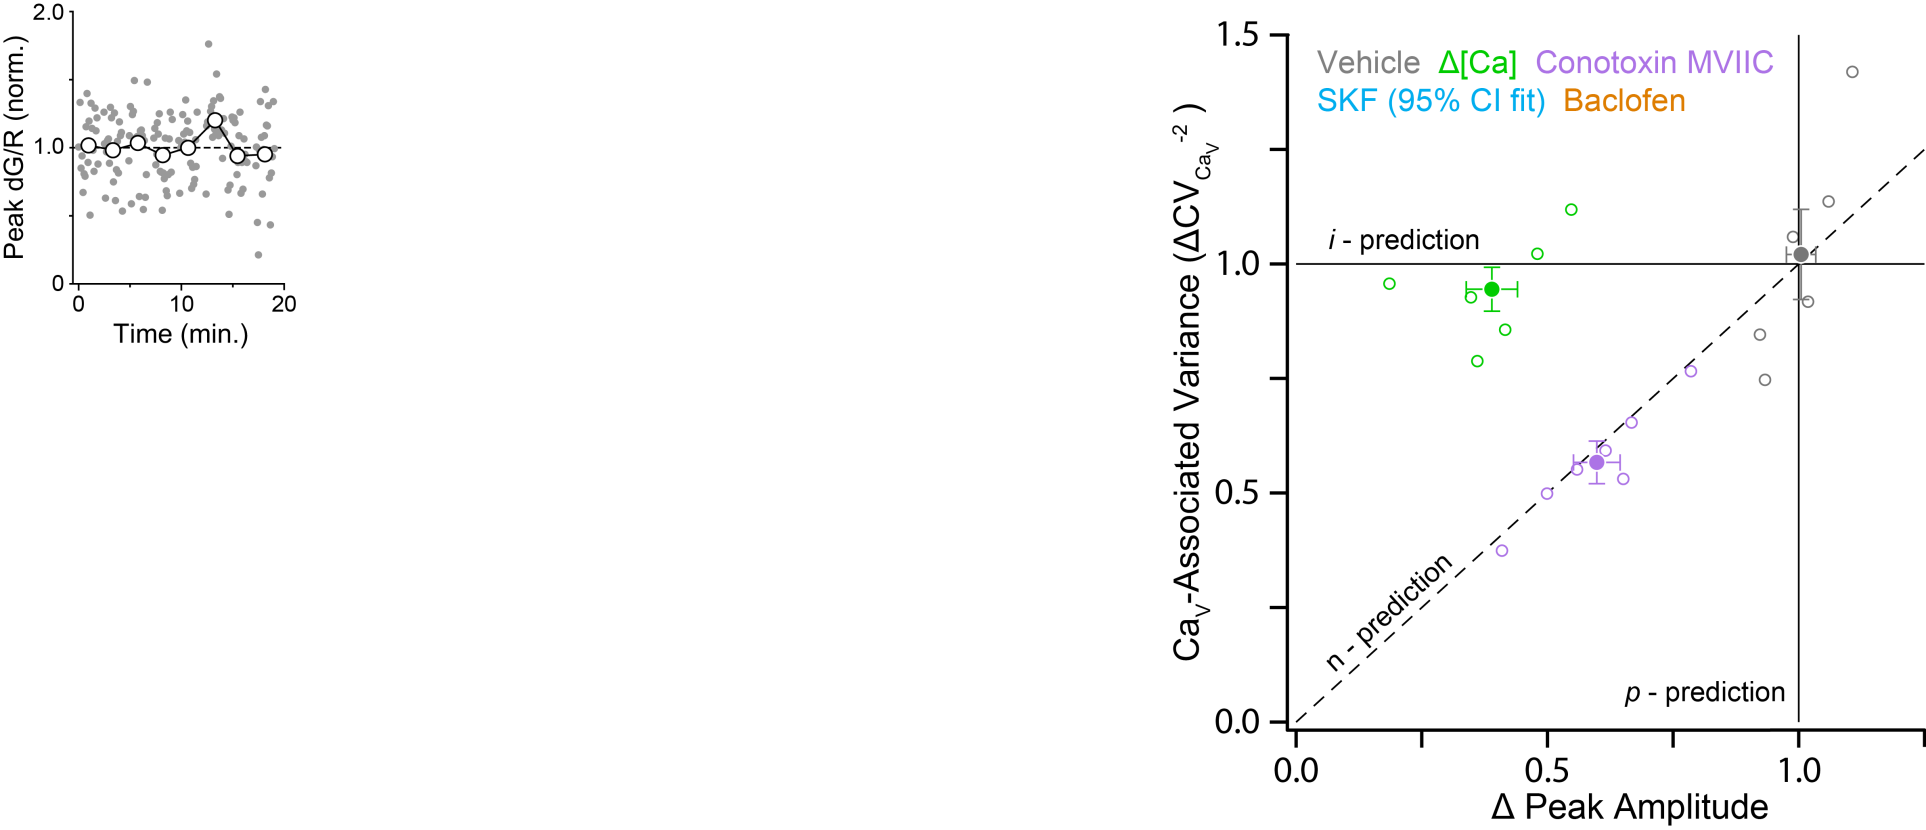 2.0
1.0
0
0 10 20
Time (min.)
Peak dG/R (norm.)
1.5
1.0
0.5
0.0
0.0 0.5 1.0
Δ Peak Amplitude
CaV-Associated Variance (ΔCVCaV-2)
Vehicle Δ[Ca] Conotoxin MVIIC
SKF (95% CI fit) Baclofen
i - prediction
n - prediction
p - prediction